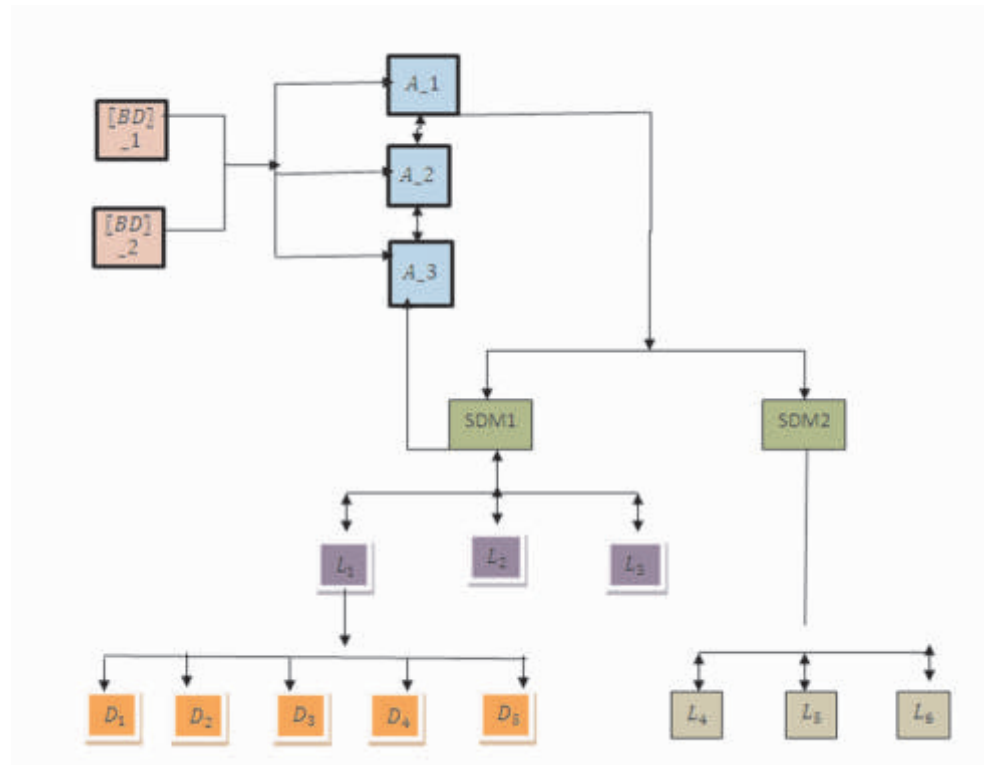 A_1
[BD]
_1
A_2
[BD]
_2
A_3
SDM1
SDM2
L₁
L₂
L₃
D₁
D₂
D₃
D₄
D₅
L₄
L₅
L₆